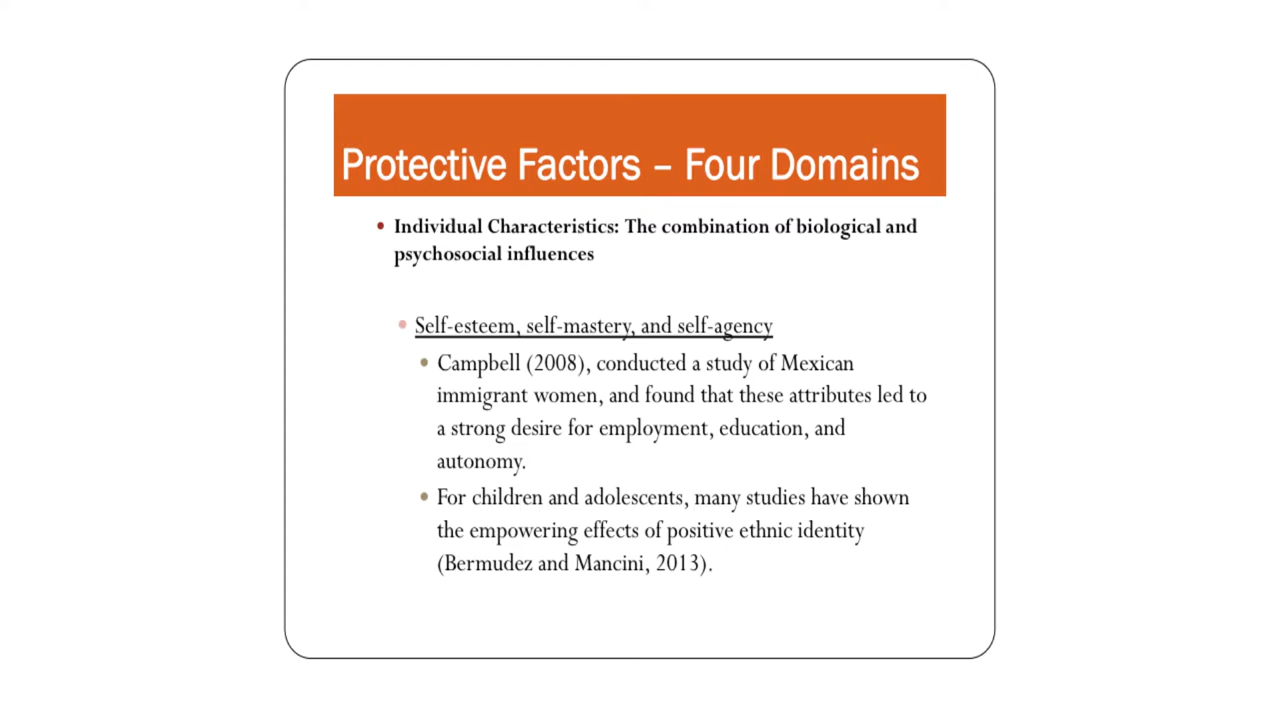 Protective Factors – Four Domains
• Individual Characteristics: The combination of biological and
psychosocial influences
• Self-esteem, self-mastery, and self-agency
• Campbell (2008), conducted a study of Mexican
immigrant women, and found that these attributes led to
a strong desire for employment, education, and
autonomy.
• For children and adolescents, many studies have shown
the empowering effects of positive ethnic identity
(Bermudez and Mancini, 2013).